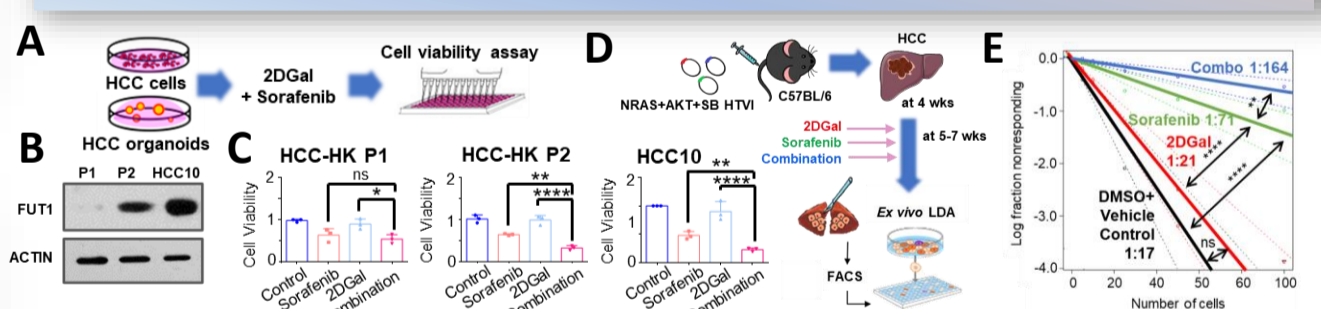 A
HCC cells
HCC organoids
2DGal
+ Sorafenib
Cell viability assay
B
P1 P2 HCC10
FUT1
ACTIN
C
HCC-HK P1
Cell Viability
2
1
0
ns
*
Control
Sorafenib
2DGal
mbination
HCC-HK P2
Cell Viability
2
1
0
**
****
Control
Sorafenib
2DGal
ombination
HCC10
Cell Viability
2
1
0
**
****
Control
Sorafenib
2DGal
Combination
D
NRAS+AKT+SB HTVI
C57BL/6
HCC
at 4 wks
2DGal
Sorafenib
Combination
at 5-7 wks
Ex vivo LDA
FACS
E
Log fraction nonresponding
0.0
-1.0
-2.0
-3.0
-4.0
Combo 1:164
**
Sorafenib 1:71
2DGal
1:21
****
****
DMSO+
Vehicle
Control
1:17
ns
0 20 40 50 60 100
Number of cells